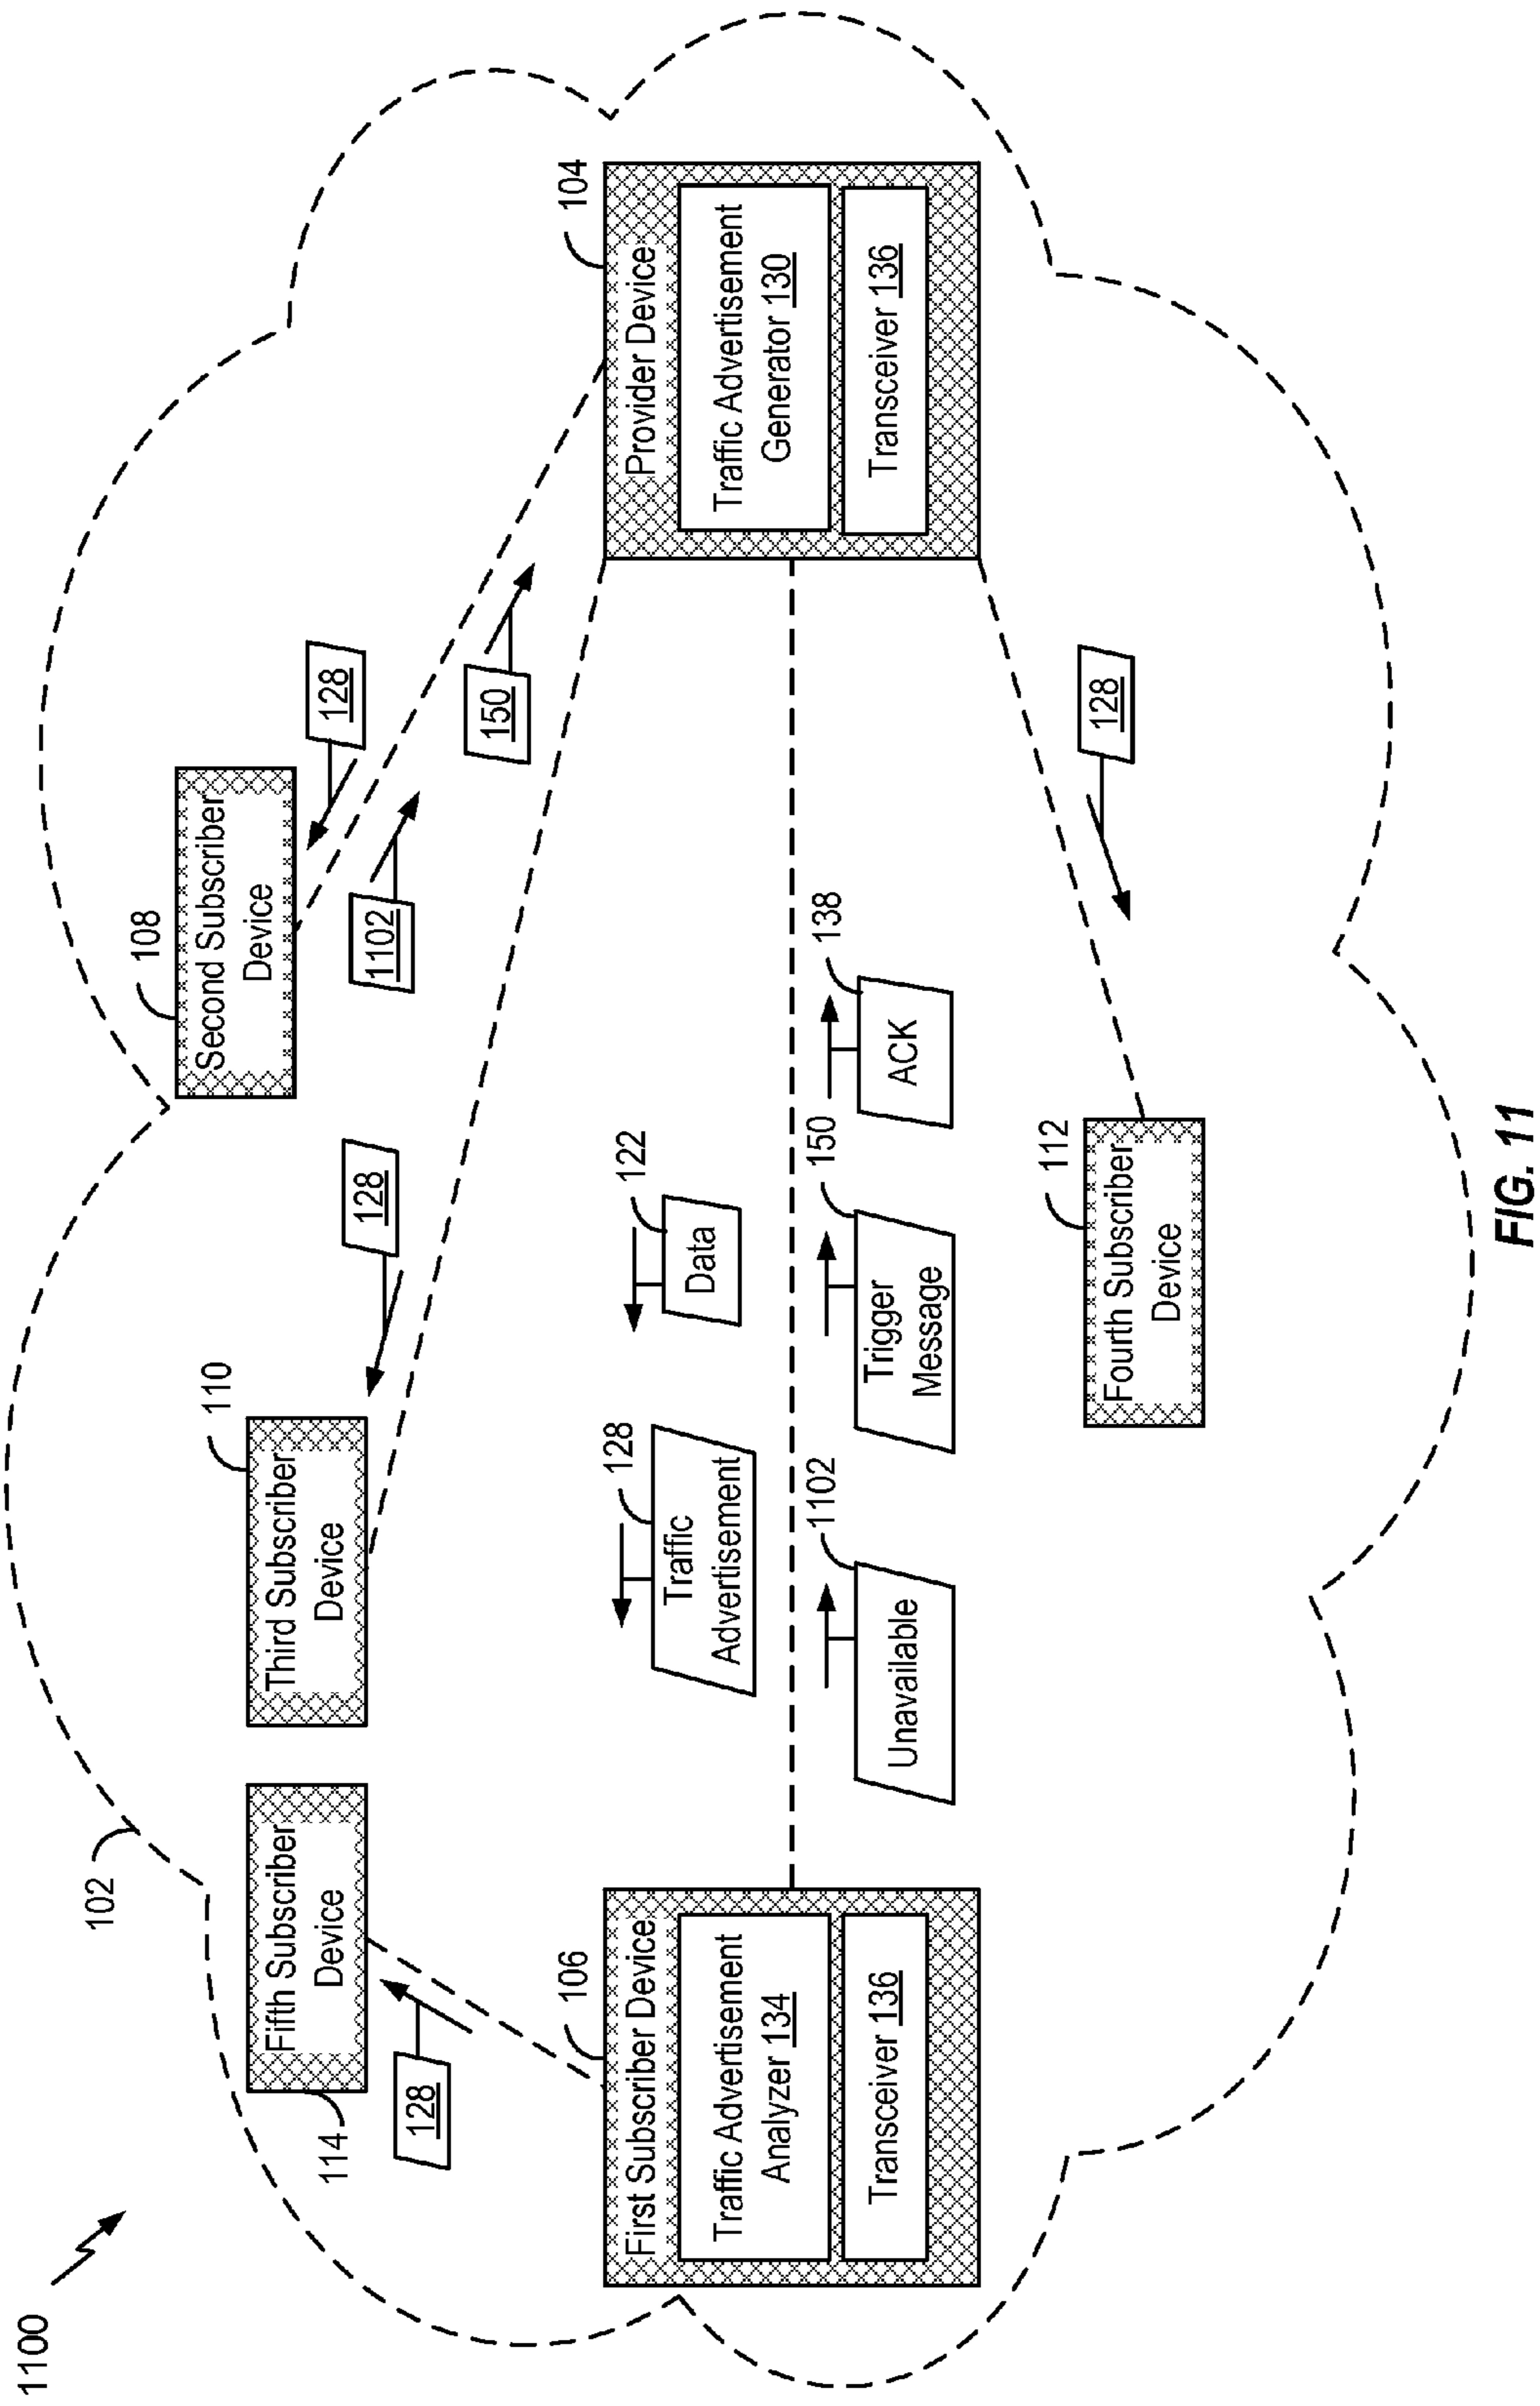 1100
102
108
Second Subscriber
Device
128
1102
150
110
Third Subscriber
Device
128
114
Fifth Subscriber
Device
128
104
Provider Device
Traffic Advertisement
Generator 130
Transceiver 136
106
First Subscriber Device
Traffic Advertisement
Analyzer 134
Transceiver 136
128
Traffic
Advertisement
122
Data
1102
Unavailable
150
Trigger
Message
138
ACK
112
Fourth Subscriber
Device
128
FIG. 11